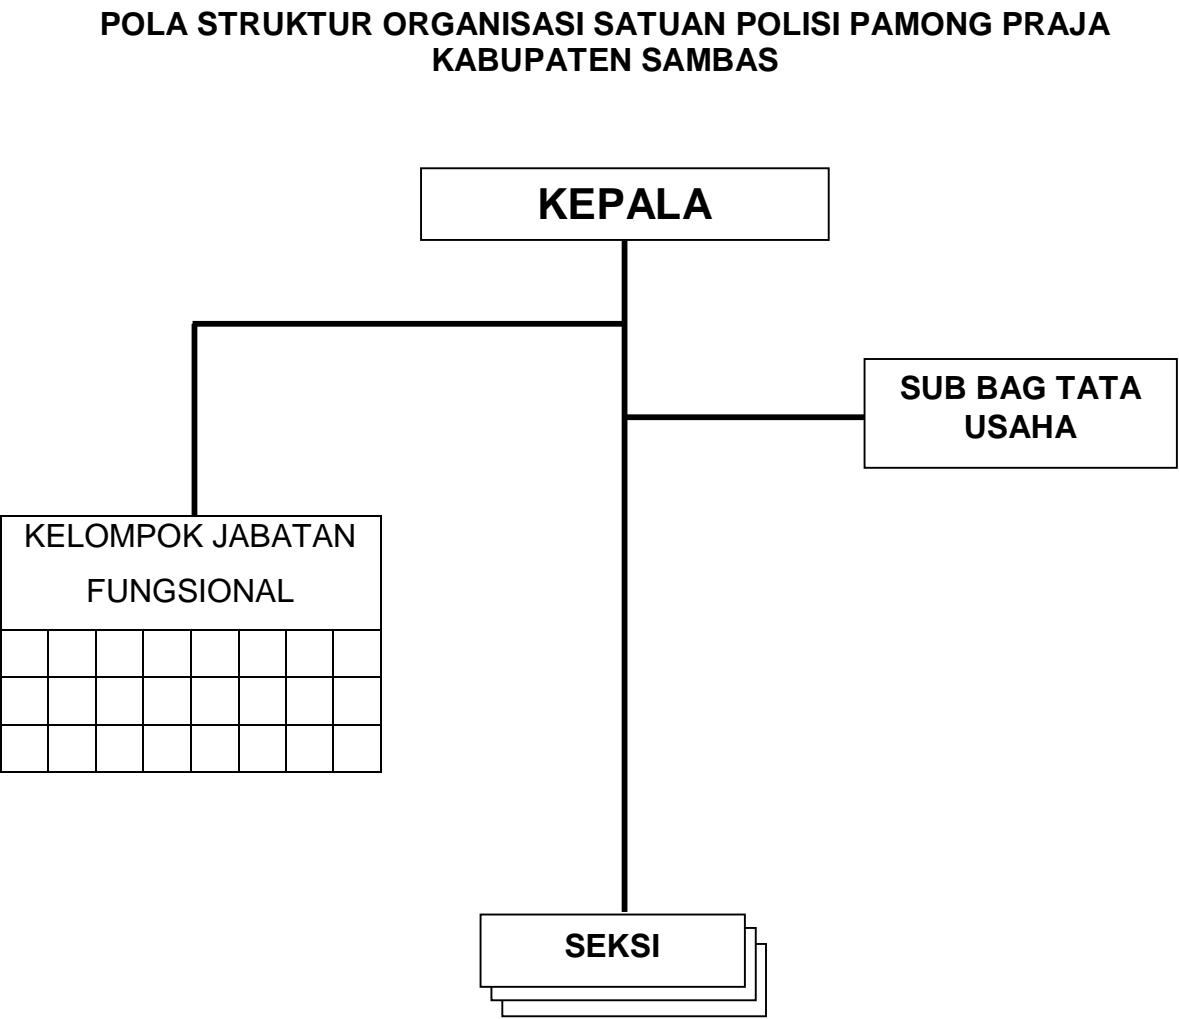 POLA STRUKTUR ORGANISASI SATUAN POLISI PAMONG PRAJA
KABUPATEN SAMBAS
KEPALA
SUB BAG TATA
USAHA
KELOMPOK JABATAN
FUNGSIONAL
SEKSI